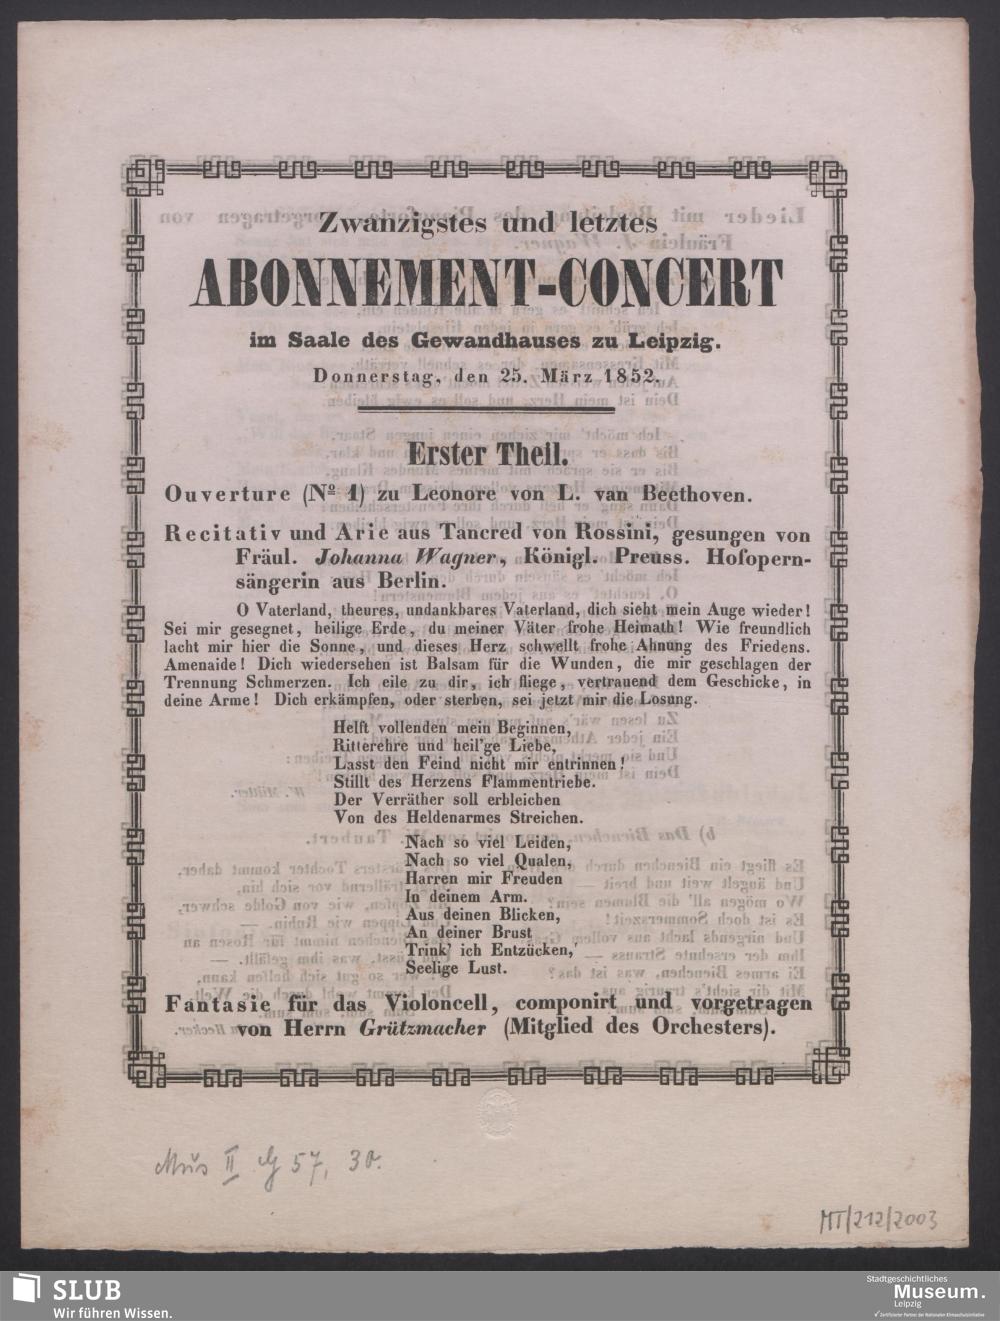 Zwanzigstes und letztes
ABONNEMENT-CONCERT
im Saale des Gewandhauses zu Leipzig.
Donnerstag, den 25. März 1852.
Erster Theil.
Ouverture (Nº 1) zu Leonore von L. van Beethoven.
Recitativ und Arie aus Tancred von Rossini, gesungen von
Fräul. Johanna Wagner, Königl. Preuss. Hofopern-
sängerin aus Berlin.
O Vaterland, theures, undankbares Vaterland, dich sieht mein Auge wieder!
Sei mir gesegnet, heilige Erde, du meiner Väter frohe Heimath! Wie freundlich
lacht mir hier die Sonne, und dieses Herz schwellt frohe Ahnung des Friedens.
Amenaide! Dich wiedersehen ist Balsam für die Wunden, die mir geschlagen der
Trennung Schmerzen. Ich eile zu dir, ich fliege, vertrauend dem Geschicke, in
deine Arme! Dich erkämpfen, oder sterben, sei jetzt mir die Losung.
Helft vollenden mein Beginnen,
Ritterehre und heil'ge Liebe,
Lasst den Feind nicht mir entrinnen!
Stillt des Herzens Flammentriebe.
Der Verräther soll erbleichen
Von des Heldenarmes Streichen.
Nach so viel Leiden,
Nach so viel Qualen,
Harren mir Freuden
In deinem Arm.
Aus deinen Blicken,
An deiner Brust
Trink' ich Entzücken,
Seelige Lust.
Fantasie für das Violoncell, componirt und vorgetragen
von Herrn Grützmacher (Mitglied des Orchesters).
Mus II G 57, 30.
MT/212/2003
SLUB
Wir führen Wissen.
Stadtgeschichtliches
Museum.
Leipzig
Zertifizierter Partner der Nationalen Klimaschutzinitiative